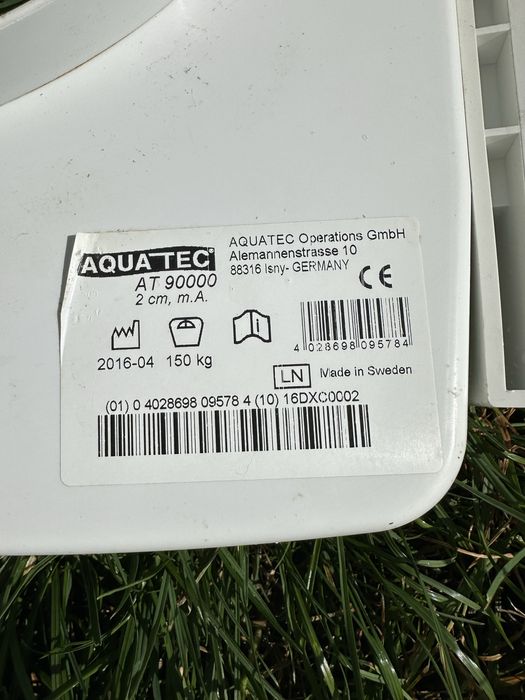 AQUATEC®
AT 90000
2 cm, m.A.
AQUATEC Operations GmbH
Alemannenstrasse 10
88316 Isny- GERMANY
CE
2016-04
150 kg
i
4 028698 095784
LN
Made in Sweden
(01) 0 4028698 09578 4 (10) 16DXC0002